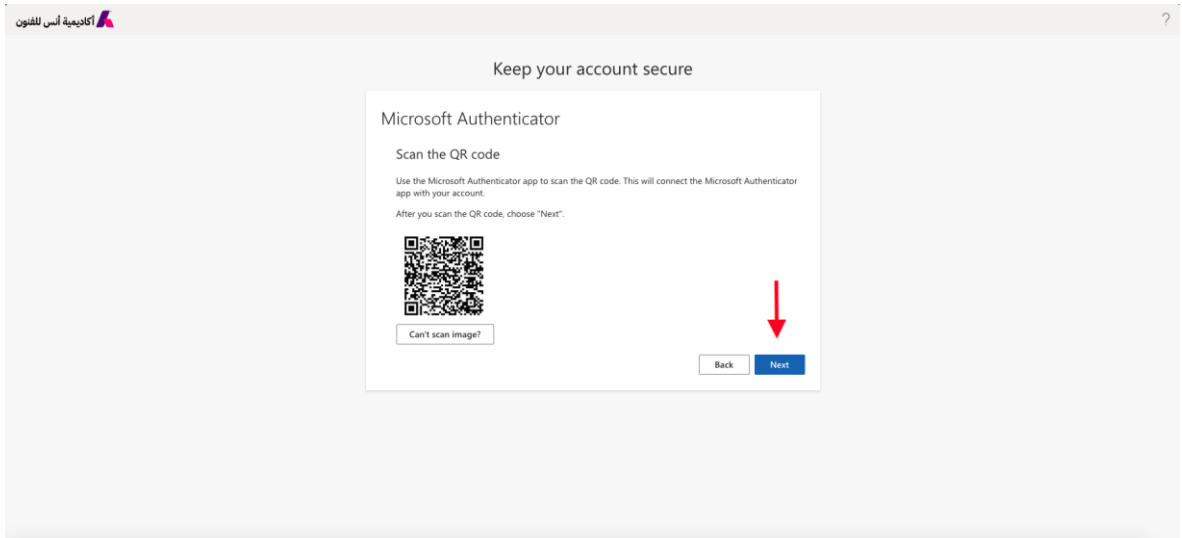 أكاديمية أنس للفنون
?
Keep your account secure
Microsoft Authenticator
Scan the QR code
Use the Microsoft Authenticator app to scan the QR code. This will connect the Microsoft Authenticator
app with your account.
After you scan the QR code, choose "Next".
Can't scan image?
Back
Next